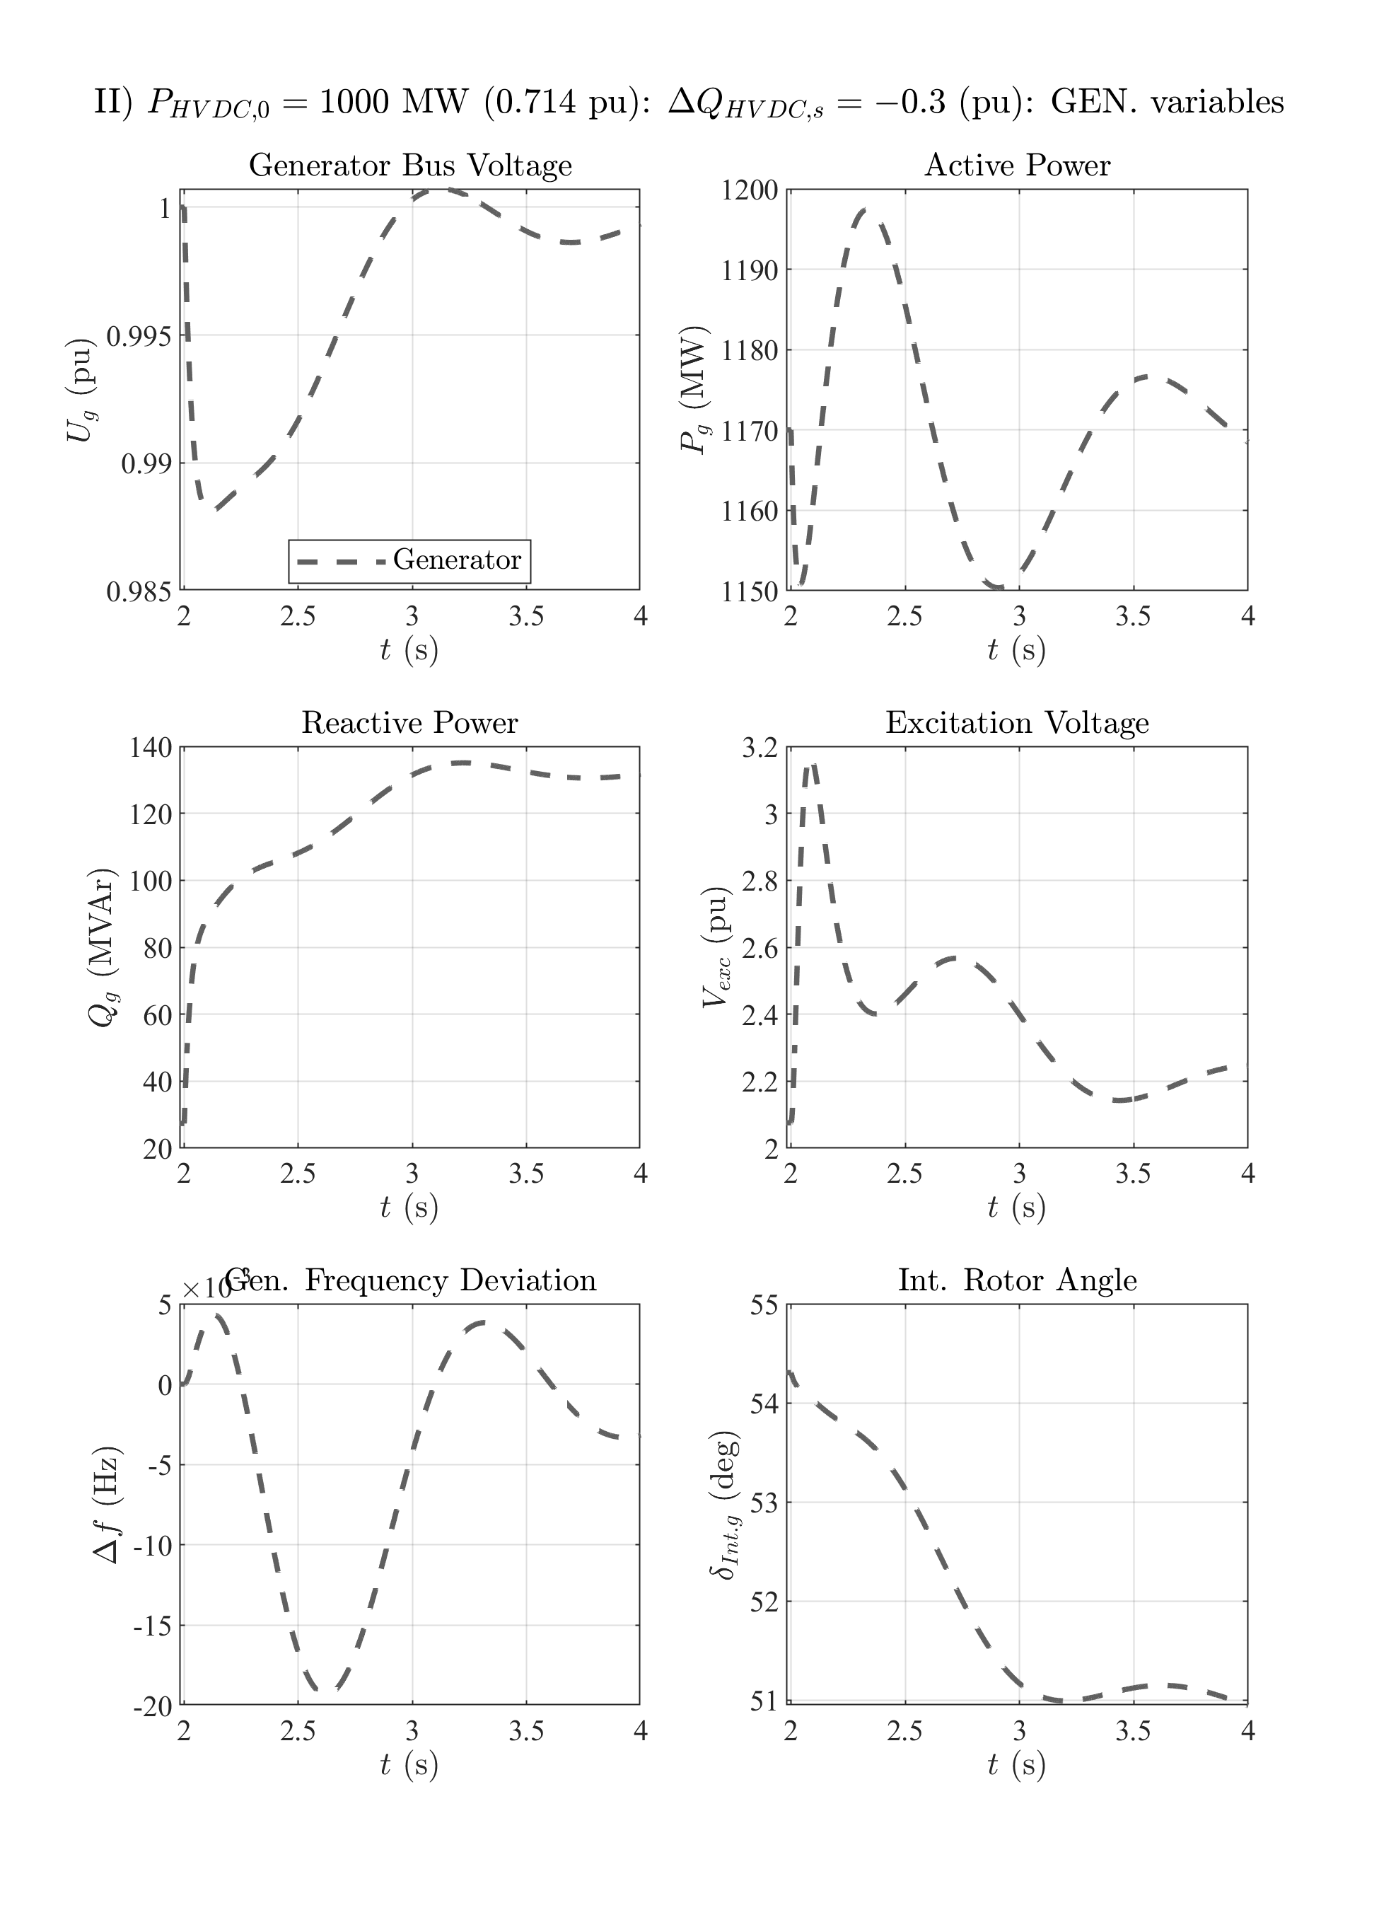 II) P_{HVDC,0} = 1000 MW (0.714 pu): ΔQ_{HVDC,s} = −0.3 (pu): GEN. variables
Generator Bus Voltage
U_g (pu)
1
0.995
0.99
0.985
Generator
2 2.5 3 3.5 4
t (s)
Active Power
P_g (MW)
1200
1190
1180
1170
1160
1150
2 2.5 3 3.5 4
t (s)
Reactive Power
Q_g (MVAr)
140
120
100
80
60
40
20
2 2.5 3 3.5 4
t (s)
Excitation Voltage
V_{exc} (pu)
3.2
3
2.8
2.6
2.4
2.2
2
2 2.5 3 3.5 4
t (s)
×10^{-3}
Gen. Frequency Deviation
Δf (Hz)
5
0
-5
-10
-15
-20
2 2.5 3 3.5 4
t (s)
Int. Rotor Angle
δ_{Int.g} (deg)
55
54
53
52
51
2 2.5 3 3.5 4
t (s)